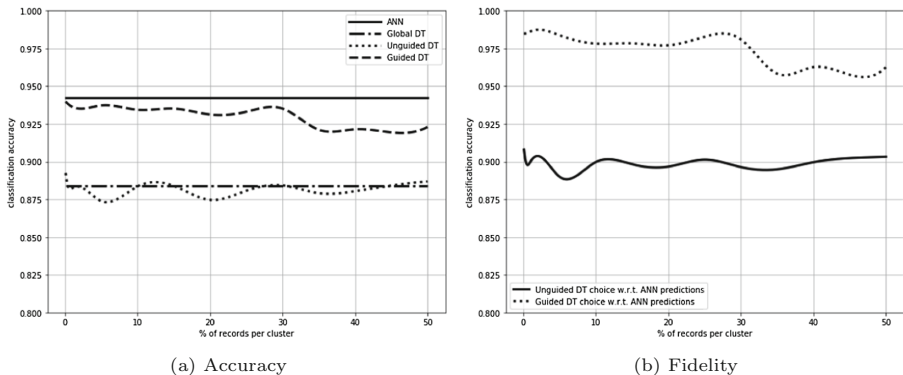 1.000
0.975
0.950
0.925
0.900
0.875
0.850
0.825
0.800
classification accuracy
ANN
Global DT
Unguided DT
Guided DT
0 10 20 30 40 50
% of records per cluster
(a) Accuracy
1.000
0.975
0.950
0.925
0.900
0.875
0.850
0.825
0.800
classification accuracy
Unguided DT choice w.r.t. ANN predictions
Guided DT choice w.r.t. ANN predictions
0 10 20 30 40 50
% of records per cluster
(b) Fidelity